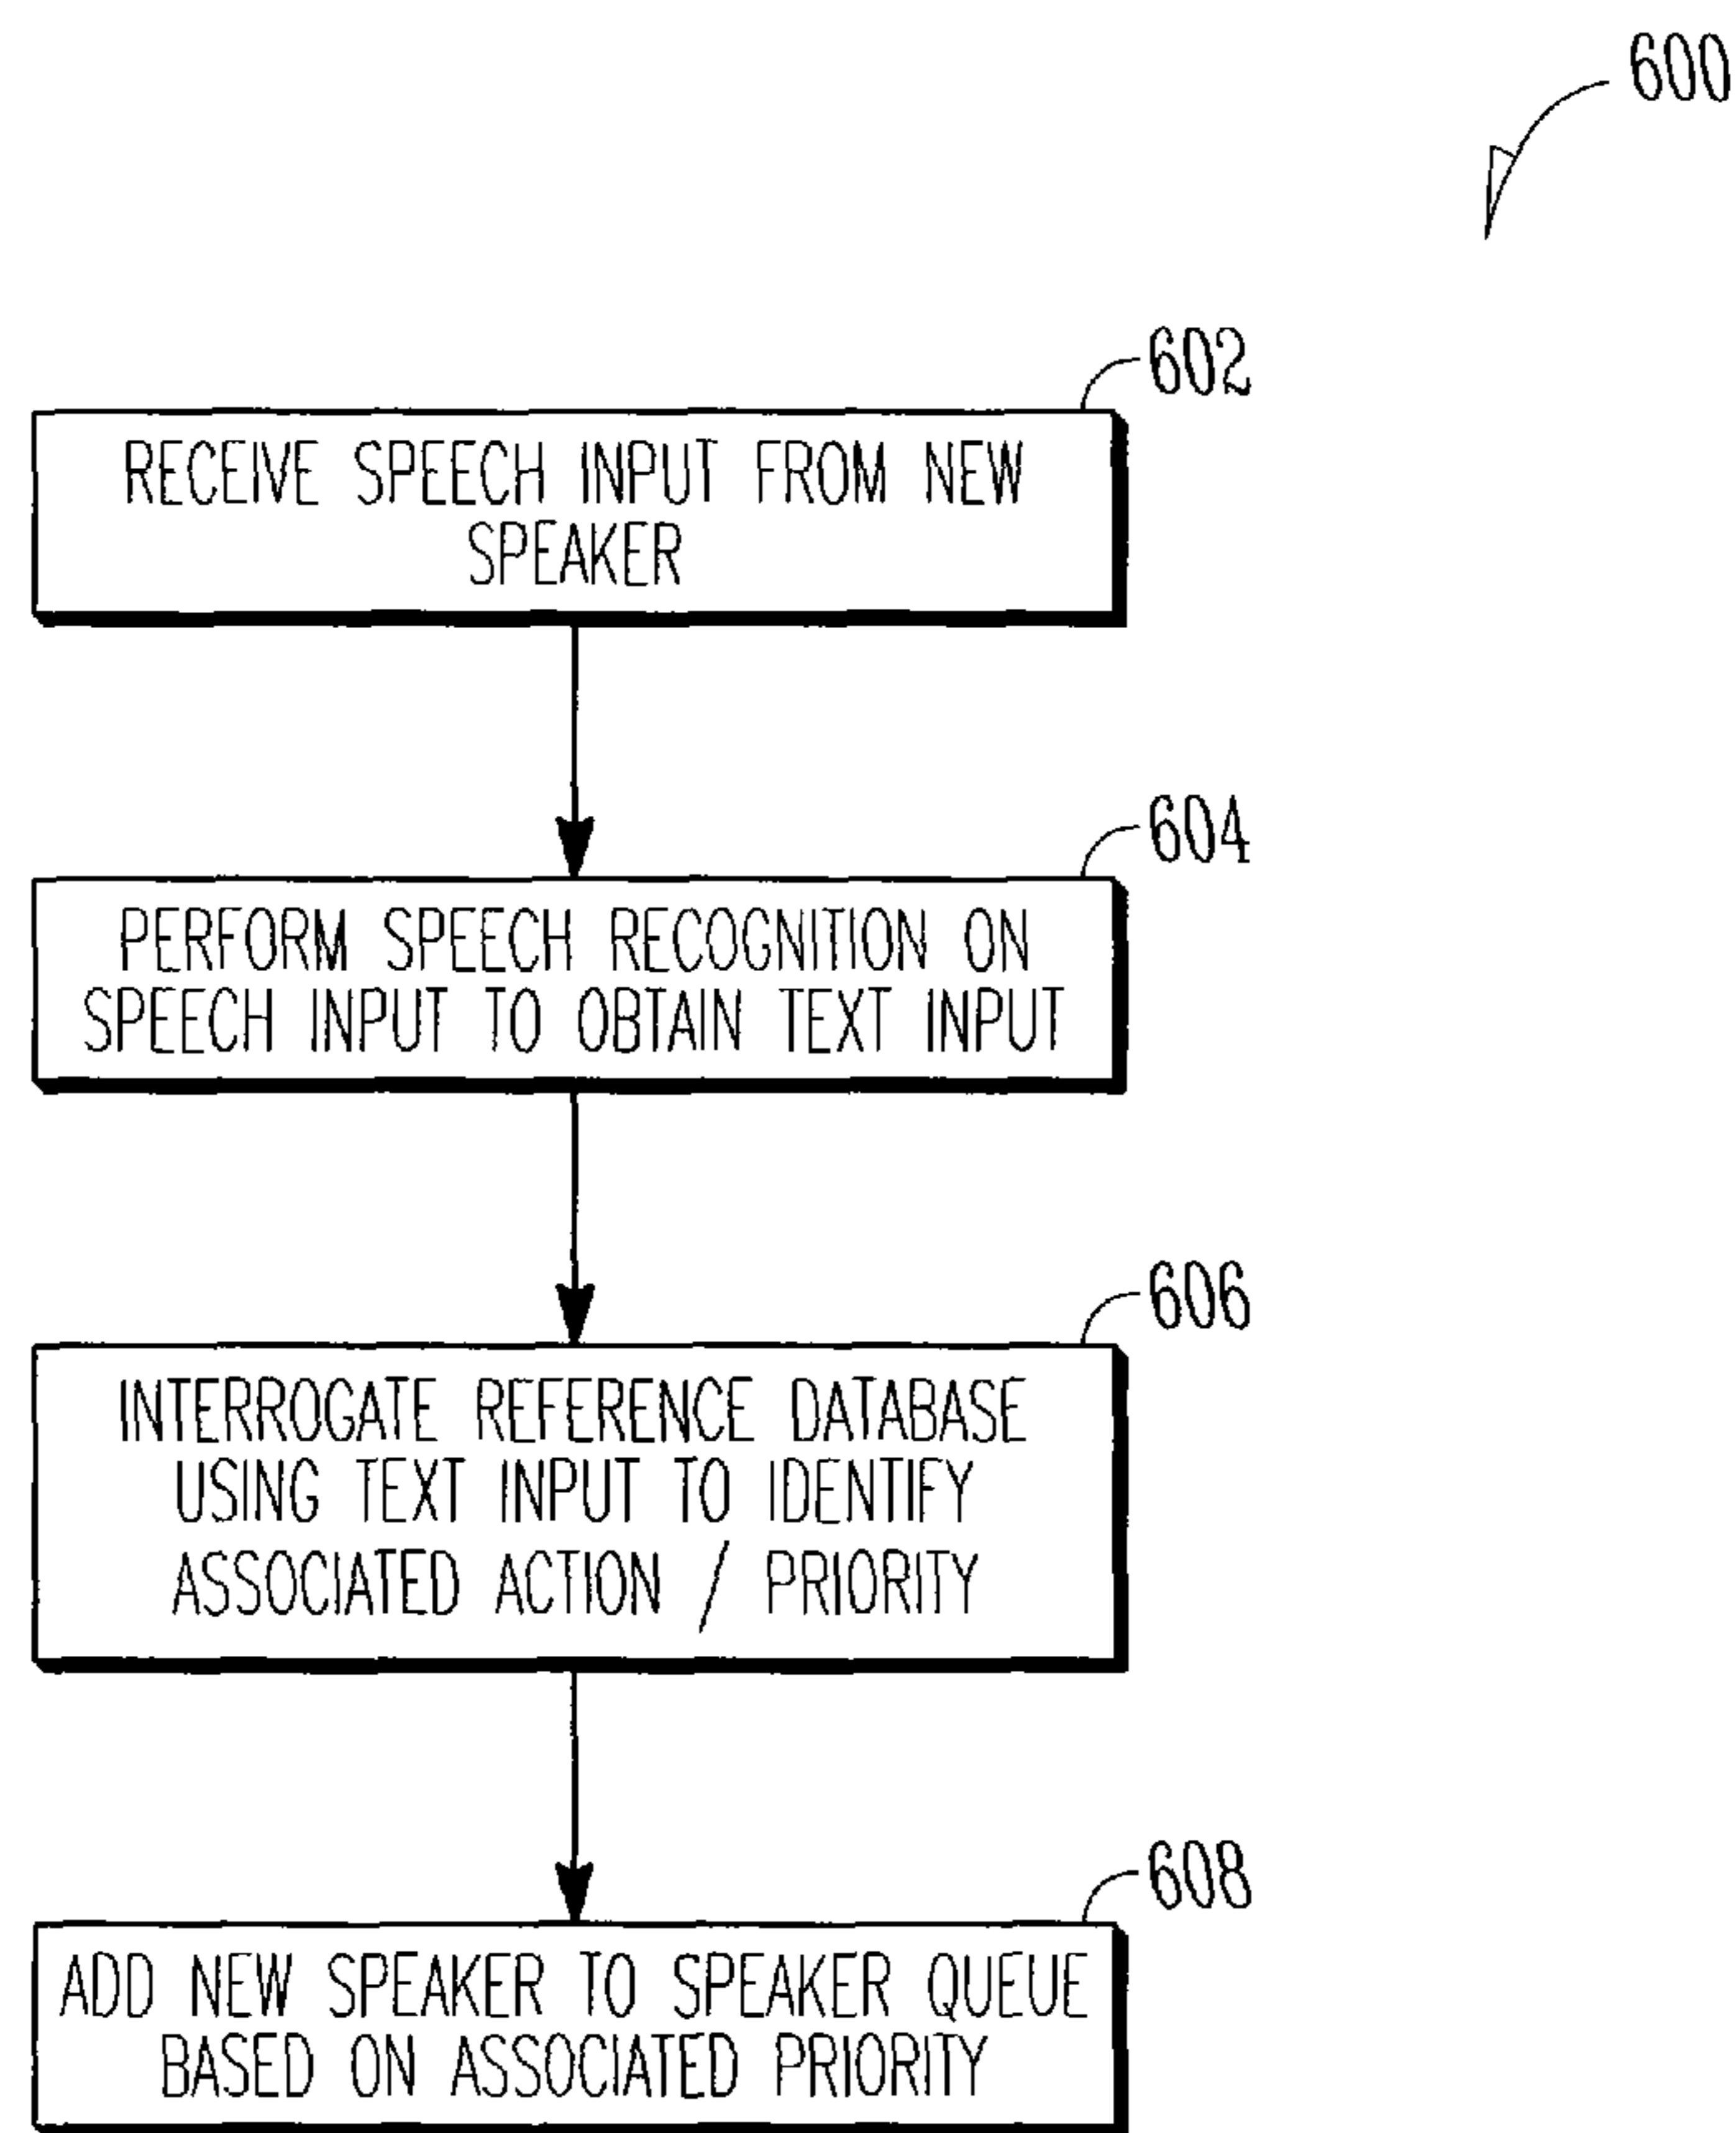 600
602
RECEIVE SPEECH INPUT FROM NEW
SPEAKER
604
PERFORM SPEECH RECOGNITION ON
SPEECH INPUT TO OBTAIN TEXT INPUT
606
INTERROGATE REFERENCE DATABASE
USING TEXT INPUT TO IDENTIFY
ASSOCIATED ACTION / PRIORITY
608
ADD NEW SPEAKER TO SPEAKER QUEUE
BASED ON ASSOCIATED PRIORITY